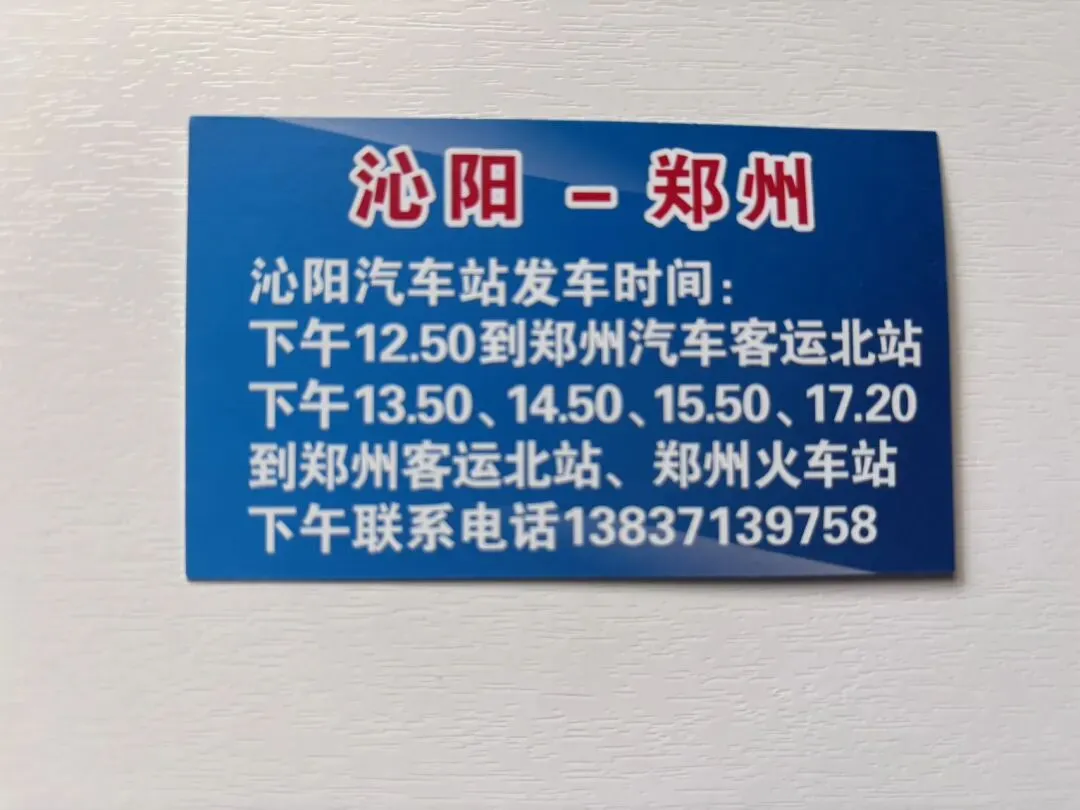 沁阳 - 郑州
沁阳汽车站发车时间:
下午12.50到郑州汽车客运北站
下午13.50、14.50、15.50、17.20
到郑州客运北站、郑州火车站
下午联系电话13837139758